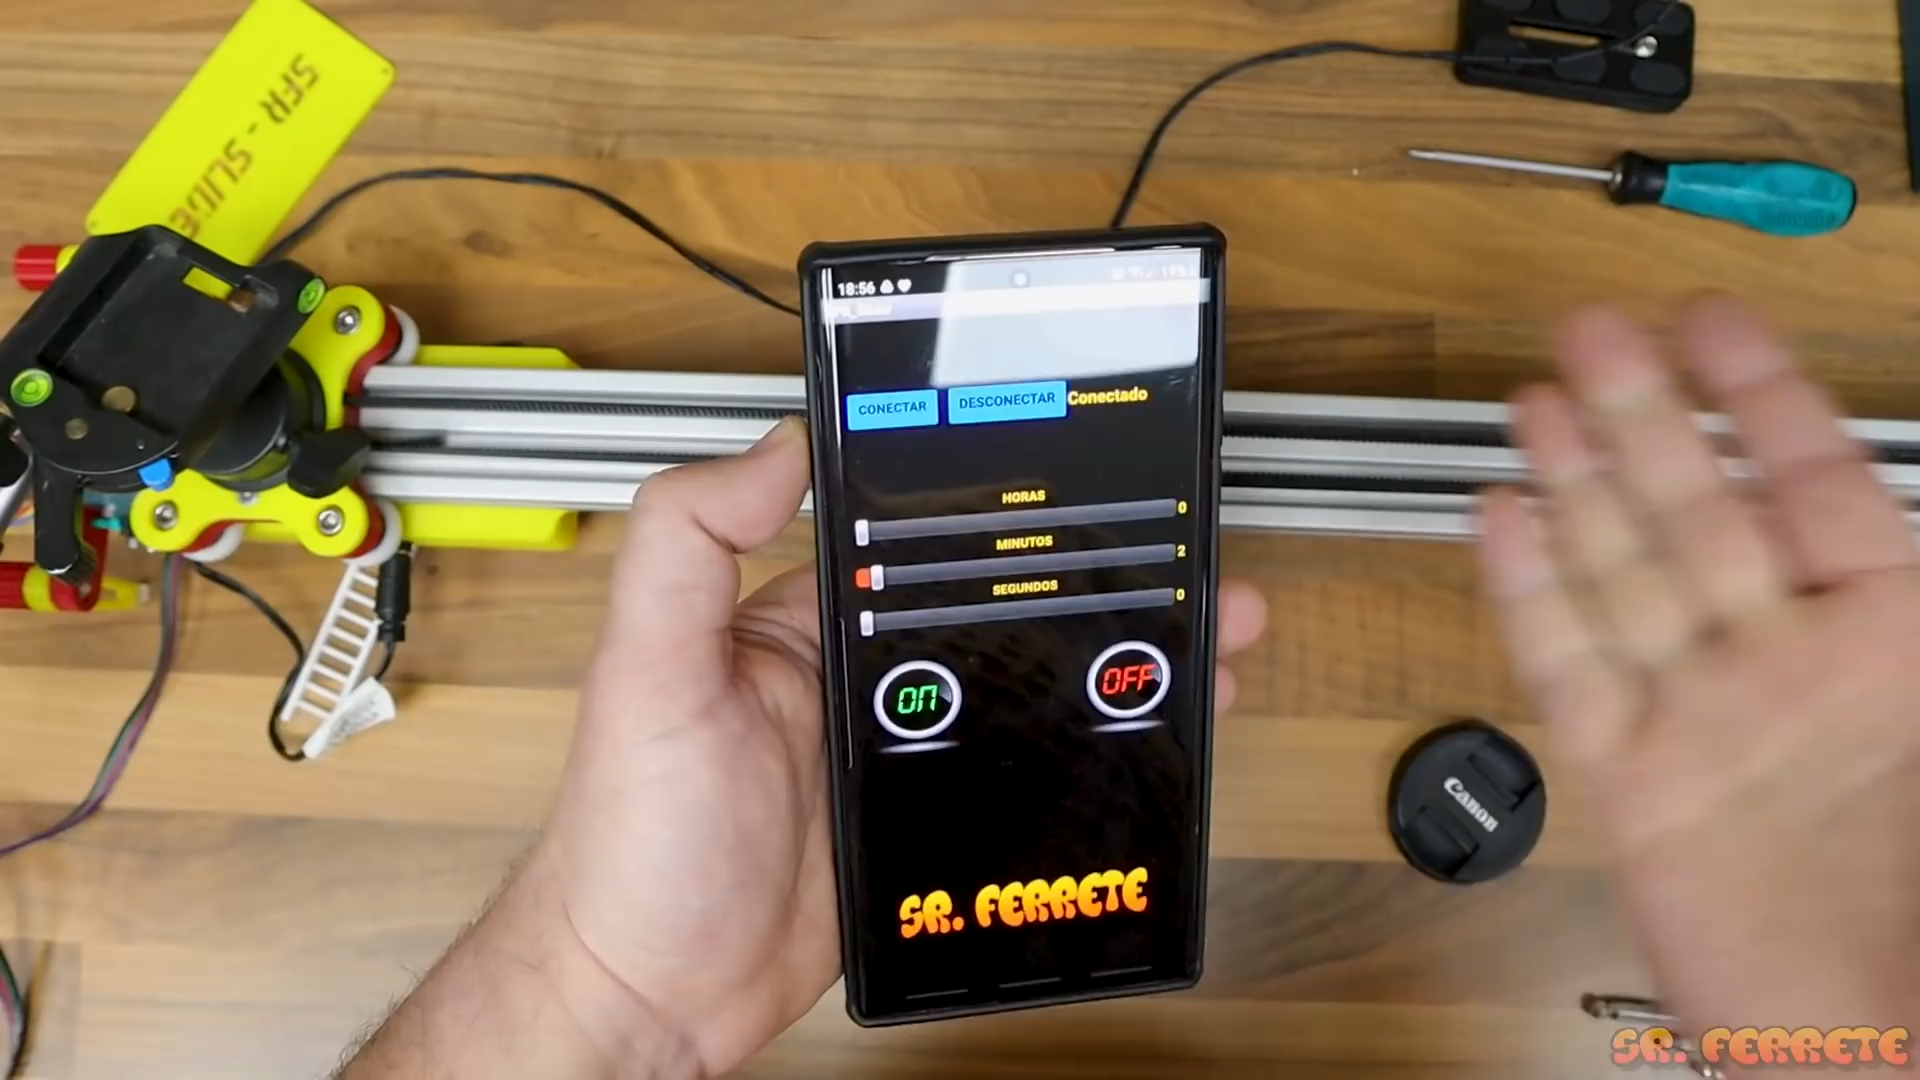 SFR - SLIDER
18:56
CONECTAR
DESCONECTAR
Conectado
HORAS
0
MINUTOS
2
SEGUNDOS
0
ON
OFF
SR. FERRETE
Canon
SR. FERRETE